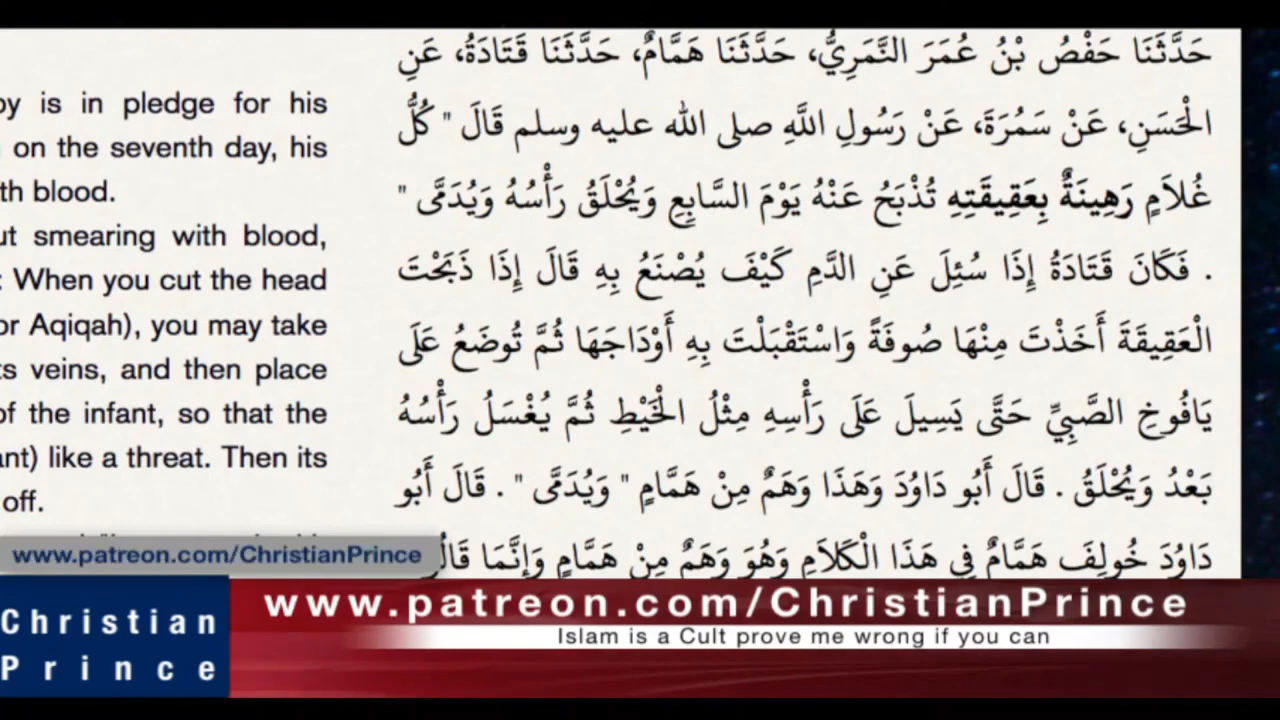 حَدَّثَنَا حَفْصُ بْنُ عُمَرَ النَّمَرِيُّ، حَدَّثَنَا هَمَّامٌ، حَدَّثَنَا قَتَادَةُ، عَنِ
الْحَسَنِ، عَنْ سَمُرَةَ، عَنْ رَسُولِ اللَّهِ صلى الله عليه وسلم قَالَ " كُلُّ
غُلاَمٍ رَهِينَةٌ بِعَقِيقَتِهِ تُذْبَحُ عَنْهُ يَوْمَ السَّابِعِ وَيُحْلَقُ رَأْسُهُ وَيُدَمَّى "
. فَكَانَ قَتَادَةُ إِذَا سُئِلَ عَنِ الدَّمِ كَيْفَ يُصْنَعُ بِهِ قَالَ إِذَا ذَبَحْتَ
الْعَقِيقَةَ أَخَذْتَ مِنْهَا صُوفَةً وَاسْتَقْبَلْتَ بِهِ أَوْدَاجَهَا ثُمَّ تُوضَعُ عَلَى
يَافُوخِ الصَّبِيِّ حَتَّى يَسِيلَ عَلَى رَأْسِهِ مِثْلُ الْخَيْطِ ثُمَّ يُغْسَلُ رَأْسُهُ
بَعْدُ وَيُحْلَقُ . قَالَ أَبُو دَاوُدَ وَهَذَا وَهَمٌ مِنْ هَمَّامٍ " وَيُدَمَّى " . قَالَ أَبُو
دَاوُدَ خُولِفَ هَمَّامٌ فِي هَذَا الْكَلاَمِ وَهُوَ وَهَمٌ مِنْ هَمَّامٍ وَإِنَّمَا
oy is in pledge for his
on the seventh day, his
th blood.
ut smearing with blood,
: When you cut the head
or Aqiqah), you may take
ts veins, and then place
of the infant, so that the
ant) like a threat. Then its
off.
www.patreon.com/ChristianPrince
www.patreon.com/ChristianPrince
Islam is a Cult prove me wrong if you can
Christian
Prince